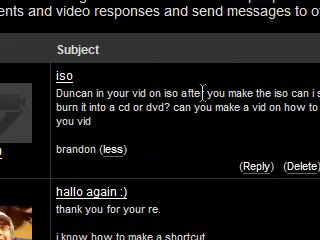 ents and video responses and send messages to o
Subject
iso
Duncan in your vid on iso after you make the iso can i s
burn it into a cd or dvd? can you make a vid on how to
you vid
brandon (less)
(Reply) (Delete)
hallo again :)
thank you for your re.
i know how to make a shortcut